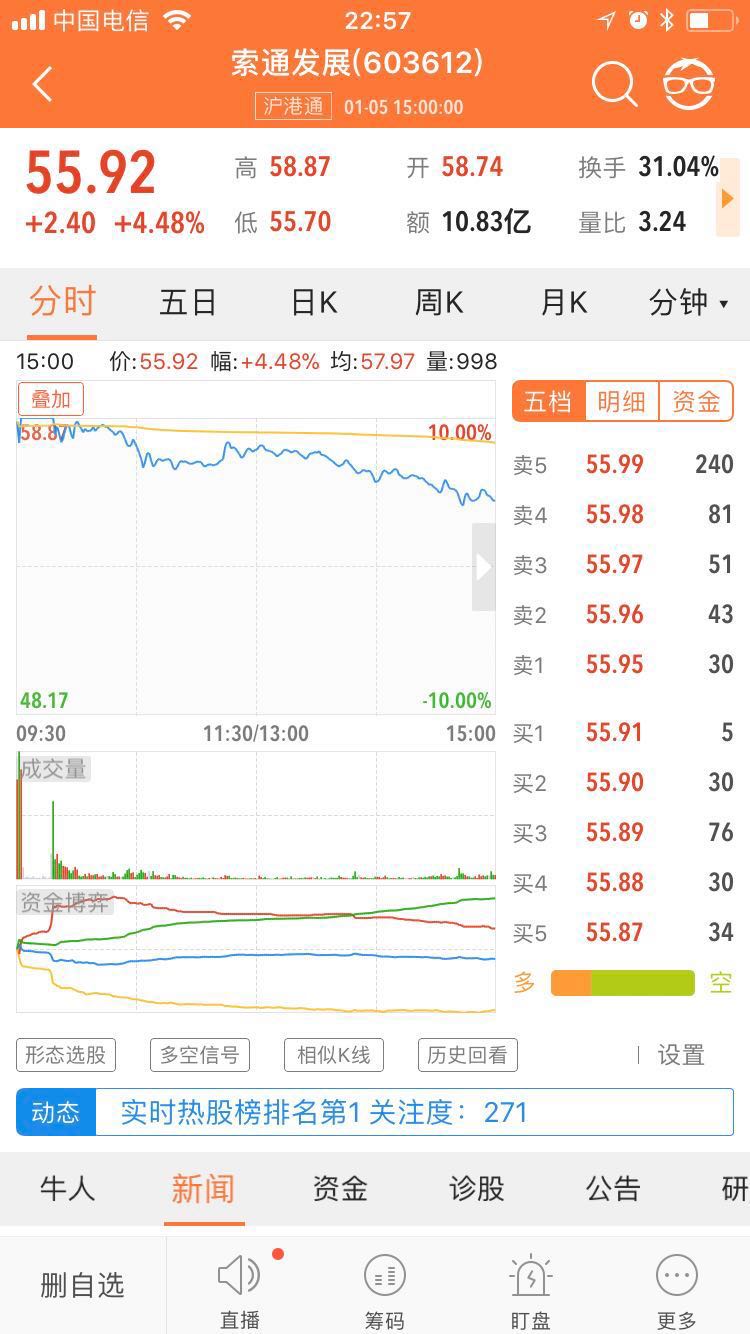 中国电信 22:57
索通发展(603612)
沪港通 01-05 15:00:00
55.92 高 58.87 开 58.74 换手 31.04%
+2.40 +4.48% 低 55.70 额 10.83亿 量比 3.24
分时 五日 日K 周K 月K 分钟
15:00 价:55.92 幅:+4.48% 均:57.97 量:998
叠加
五档 明细 资金
58.87 10.00%
卖5 55.99 240
卖4 55.98 81
卖3 55.97 51
卖2 55.96 43
卖1 55.95 30
48.17 -10.00%
09:30 11:30/13:00 15:00
买1 55.91 5
成交量
买2 55.90 30
买3 55.89 76
买4 55.88 30
资金博弈
买5 55.87 34
多 空
形态选股 多空信号 相似K线 历史回看 设置
动态 实时热股榜排名第1 关注度：271
牛人 新闻 资金 诊股 公告 研
删自选 直播 筹码 盯盘 更多